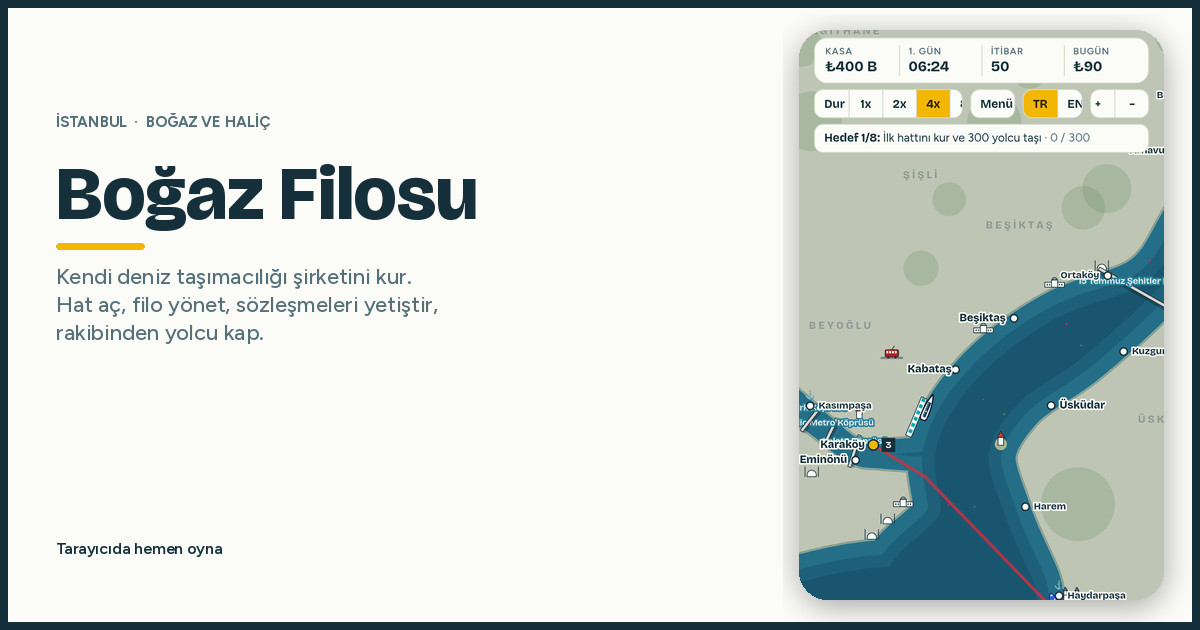 İSTANBUL · BOĞAZ VE HALİÇ
Boğaz Filosu
Kendi deniz taşımacılığı şirketini kur.
Hat aç, filo yönet, sözleşmeleri yetiştir,
rakibinden yolcu kap.
Tarayıcıda hemen oyna
KASA
₺400 B
1. GÜN
06:24
İTİBAR
50
BUGÜN
₺90
Dur 1x 2x 4x Menü TR EN + −
Hedef 1/8: İlk hattını kur ve 300 yolcu taşı · 0 / 300
ŞİŞLİ
BEŞİKTAŞ
Ortaköy
15 Temmuz Şehitler
Beşiktaş
BEYOĞLU
Kuzgun
Kabataş
Kasımpaşa
Üsküdar
ÜSK
Metro Köprüsü
Karaköy 3
Eminönü
Harem
Haydarpaşa